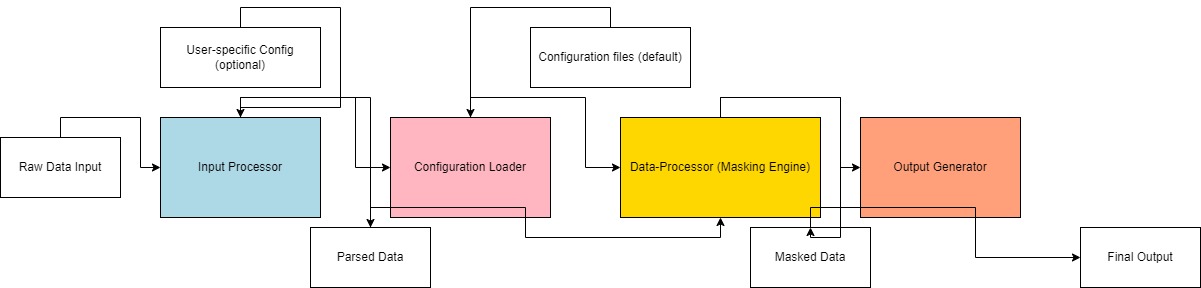 User-specific Config
(optional)
Configuration files (default)
Raw Data Input
Input Processor
Configuration Loader
Data-Processor (Masking Engine)
Output Generator
Parsed Data
Masked Data
Final Output